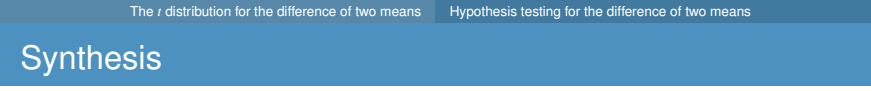 The t distribution for the difference of two means Hypothesis testing for the difference of two means
Synthesis